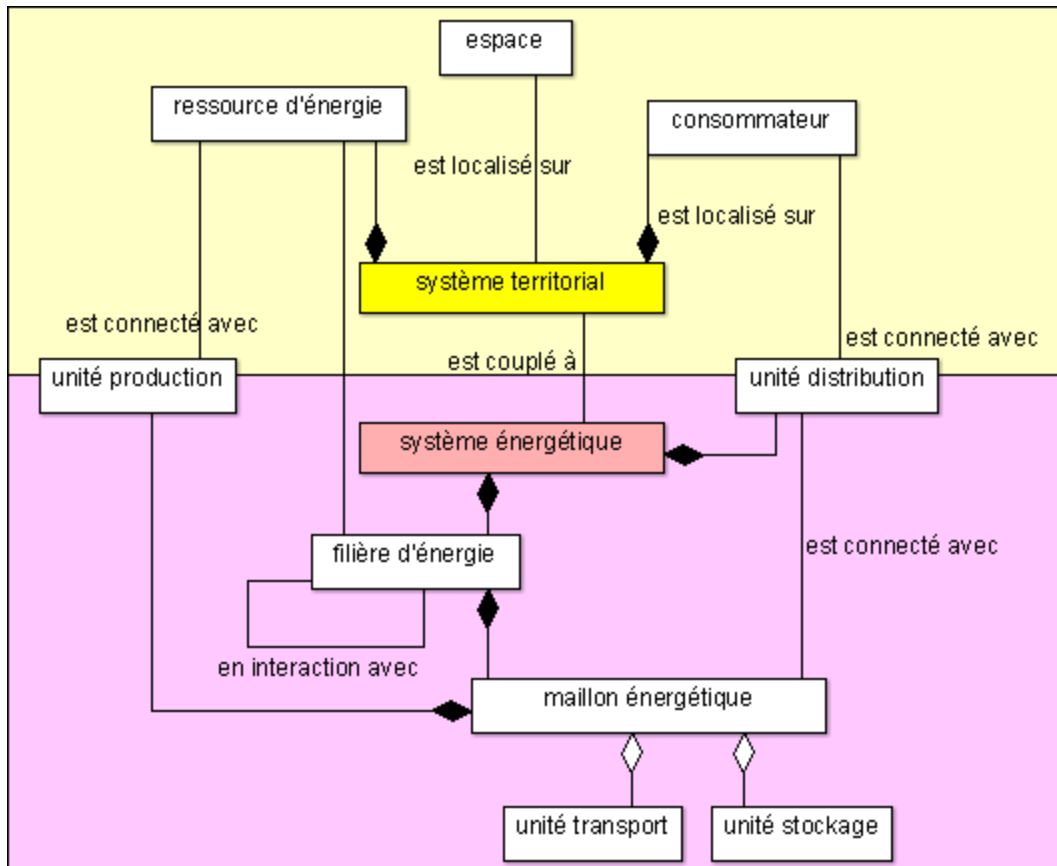 espace
ressource d'énergie
consommateur
est localisé sur
est localisé sur
système territorial
est connecté avec
est couplé à
est connecté avec
unité production
unité distribution
système énergétique
filière d'énergie
est connecté avec
en interaction avec
maillon énergétique
unité transport
unité stockage